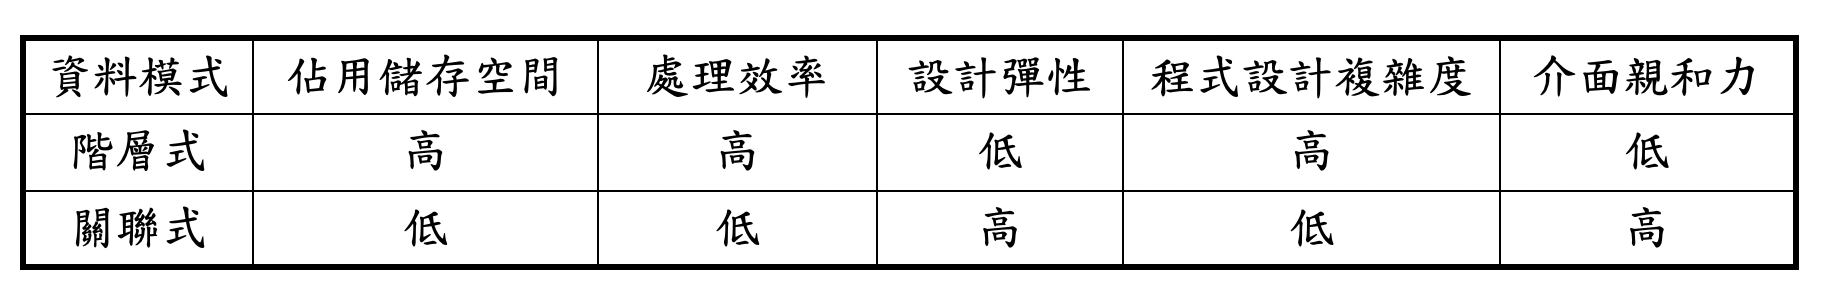 資料模式 佔用儲存空間 處理效率 設計彈性 程式設計複雜度 介面親和力
階層式 高 高 低 高 低
關聯式 低 低 高 低 高